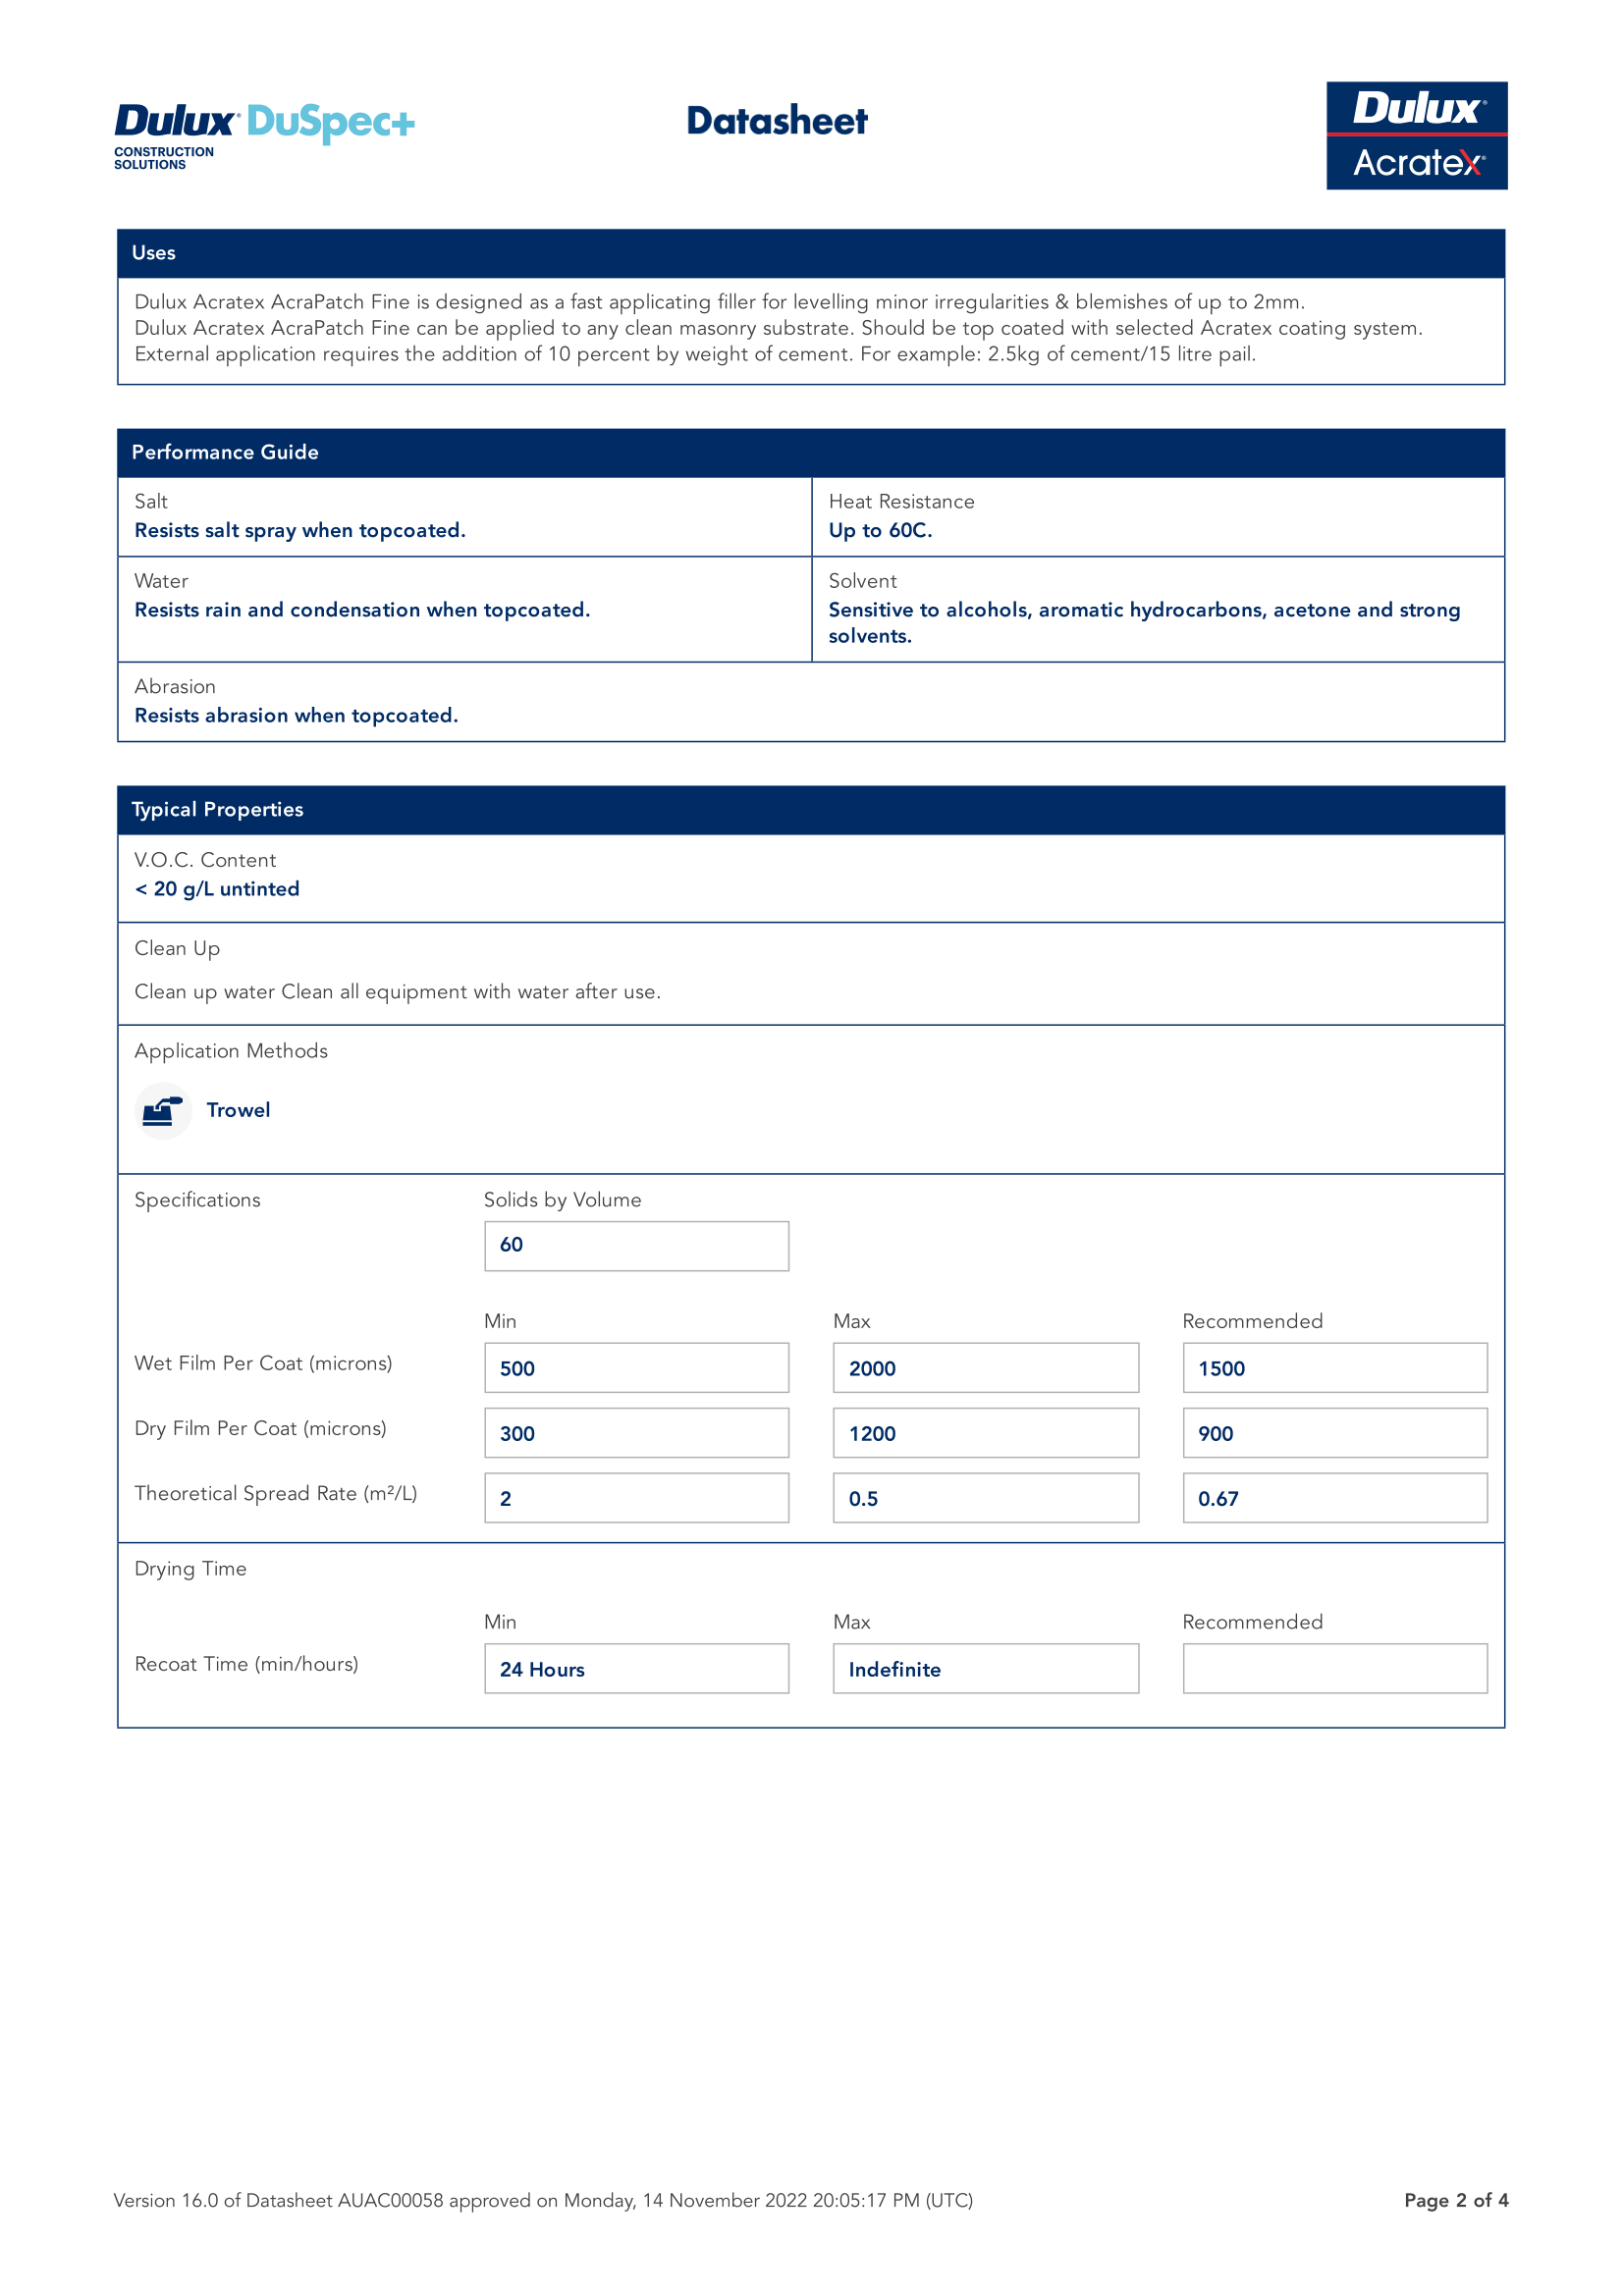 Dulux® DuSpec+
CONSTRUCTION
SOLUTIONS
Datasheet
Dulux®
Acratex®
Uses
Dulux Acratex AcraPatch Fine is designed as a fast applicating filler for levelling minor irregularities & blemishes of up to 2mm.
Dulux Acratex AcraPatch Fine can be applied to any clean masonry substrate. Should be top coated with selected Acratex coating system.
External application requires the addition of 10 percent by weight of cement. For example: 2.5kg of cement/15 litre pail.
Performance Guide
Salt
Resists salt spray when topcoated.
Heat Resistance
Up to 60C.
Water
Resists rain and condensation when topcoated.
Solvent
Sensitive to alcohols, aromatic hydrocarbons, acetone and strong
solvents.
Abrasion
Resists abrasion when topcoated.
Typical Properties
V.O.C. Content
< 20 g/L untinted
Clean Up
Clean up water Clean all equipment with water after use.
Application Methods
Trowel
Specifications Solids by Volume
60
Min Max Recommended
Wet Film Per Coat (microns) 500 2000 1500
Dry Film Per Coat (microns) 300 1200 900
Theoretical Spread Rate (m²/L) 2 0.5 0.67
Drying Time
Min Max Recommended
Recoat Time (min/hours) 24 Hours Indefinite
Version 16.0 of Datasheet AUAC00058 approved on Monday, 14 November 2022 20:05:17 PM (UTC) Page 2 of 4